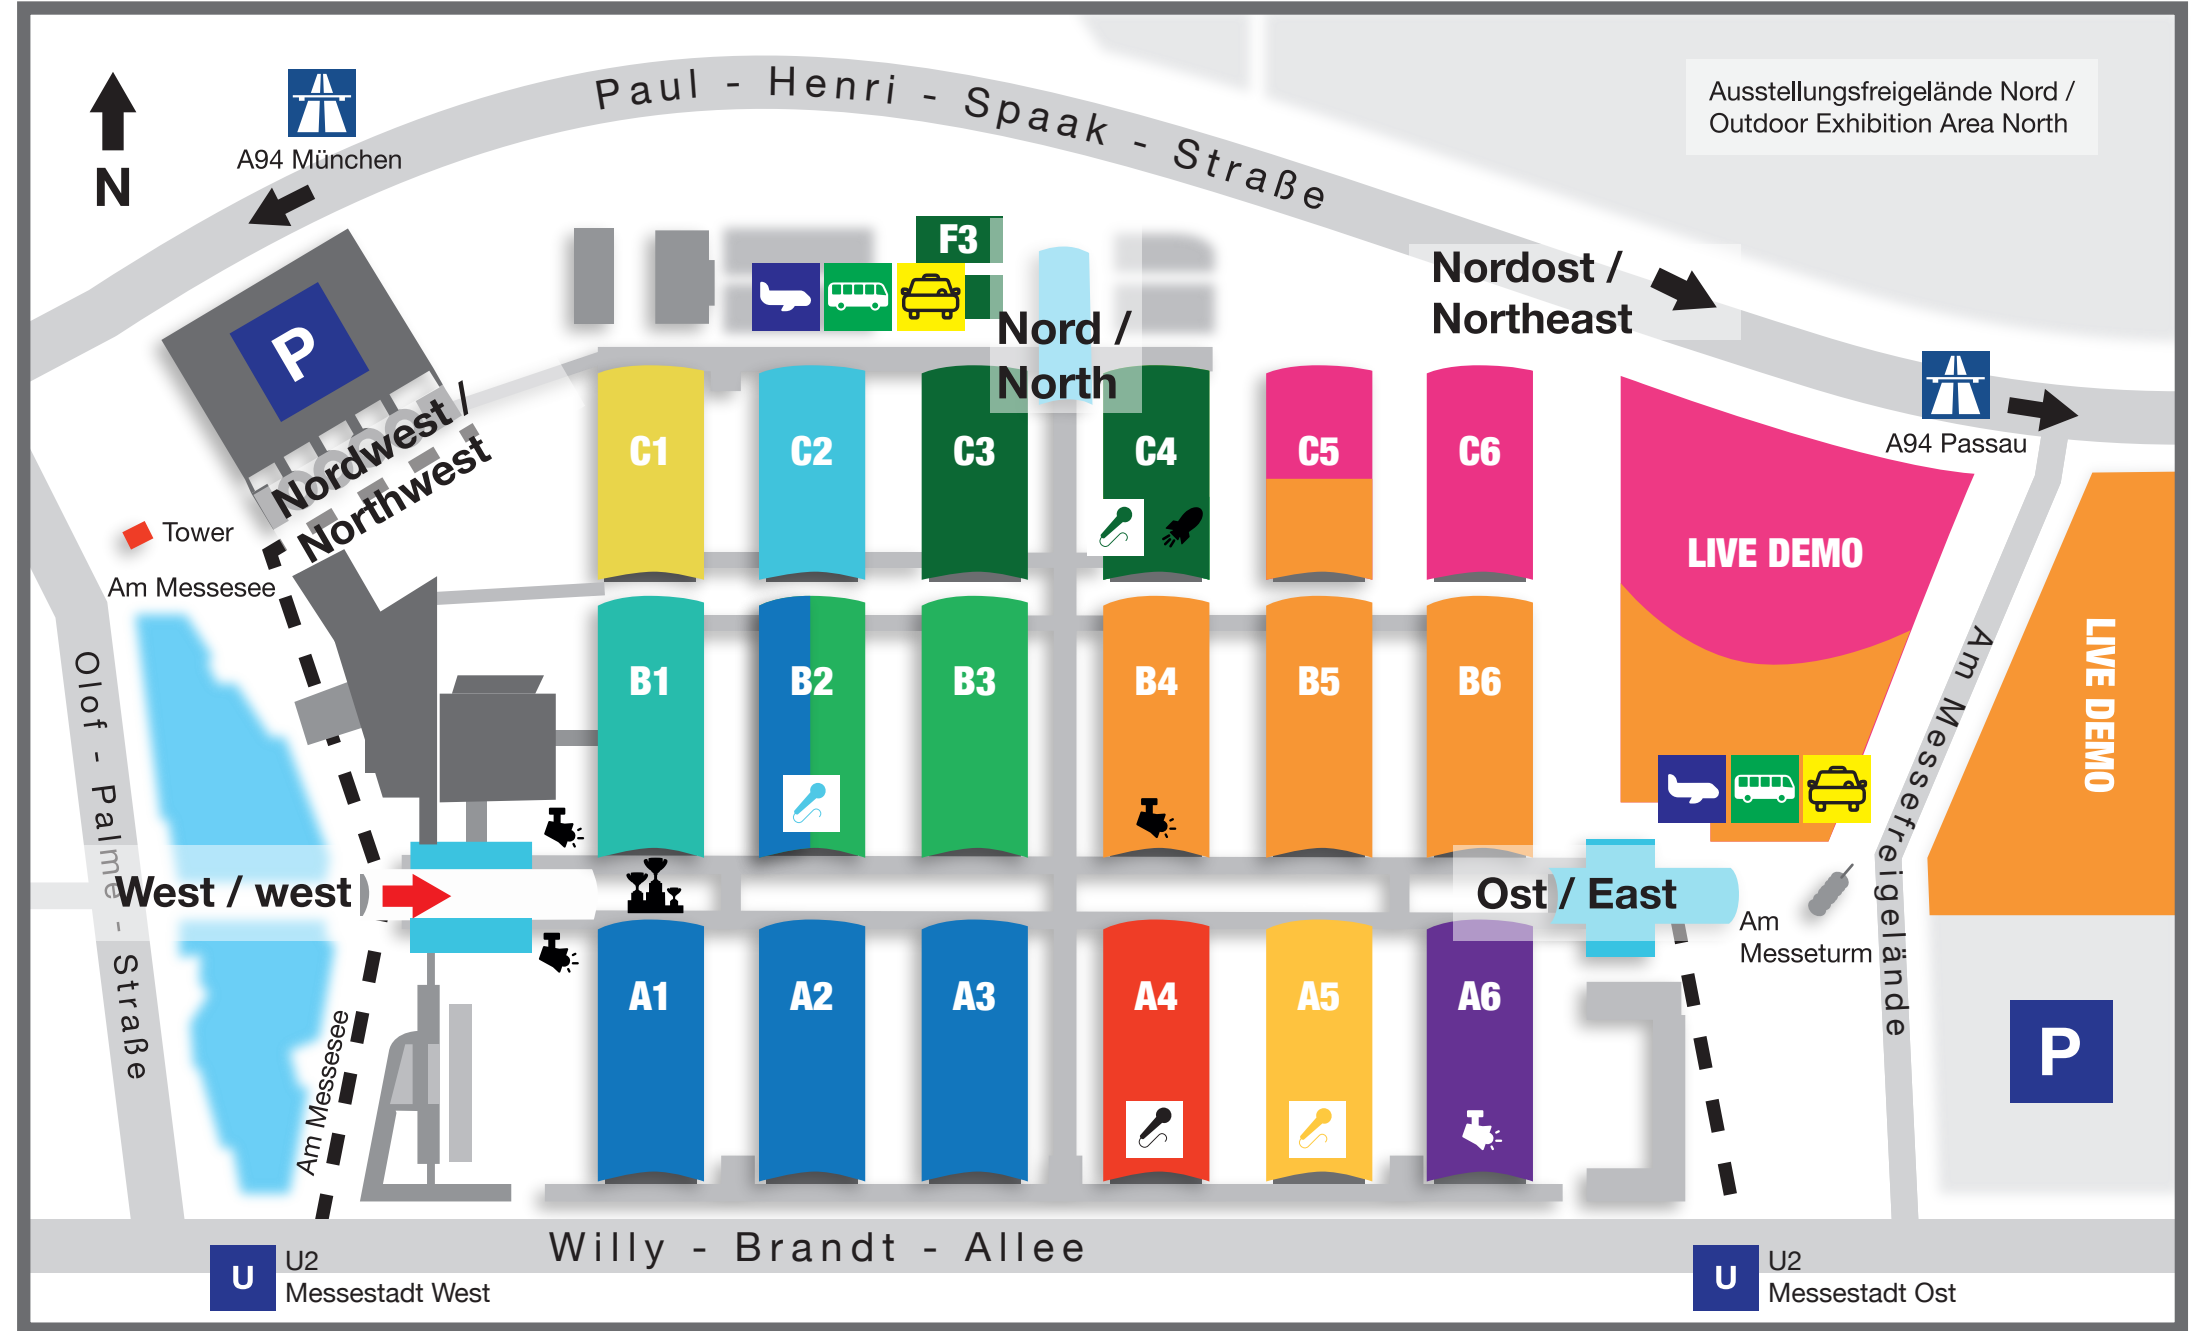 Paul - Henri - Spaak - Straße
Ausstellungsfreigelände Nord /
Outdoor Exhibition Area North
A94 München
N
F3
Nordost /
Northeast
P
Nord /
North
A94 Passau
Nordwest /
Northwest
C1
C2
C3
C4
C5
C6
Tower
Am Messesee
LIVE DEMO
LIVE DEMO
B1
B2
B3
B4
B5
B6
Olof - Palme - Straße
Am Messefreigelände
West / west
Ost / East
Am
Messeturm
A1
A2
A3
A4
A5
A6
Am Messesee
P
Willy - Brandt - Allee
U
U2
Messestadt West
U
U2
Messestadt Ost